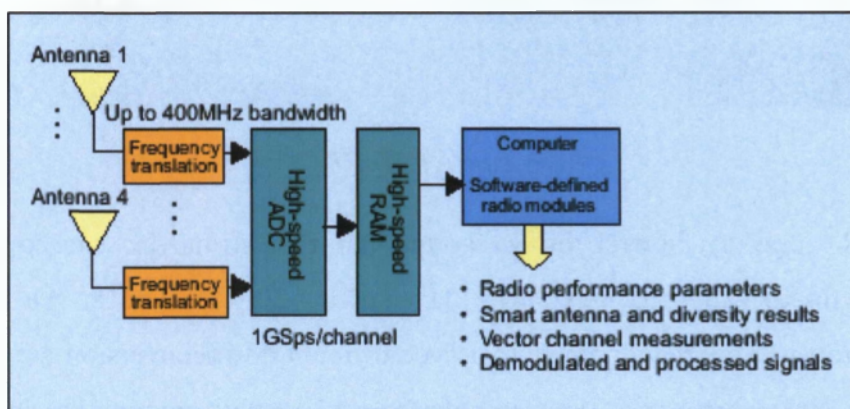 Antenna 1
Up to 400MHz bandwidth
Frequency
translation
Antenna 4
Frequency
translation
High-speed
ADC
1GSps/channel
High-speed
RAM
Computer
Software-defined
radio modules
• Radio performance parameters
• Smart antenna and diversity results
• Vector channel measurements
• Demodulated and processed signals